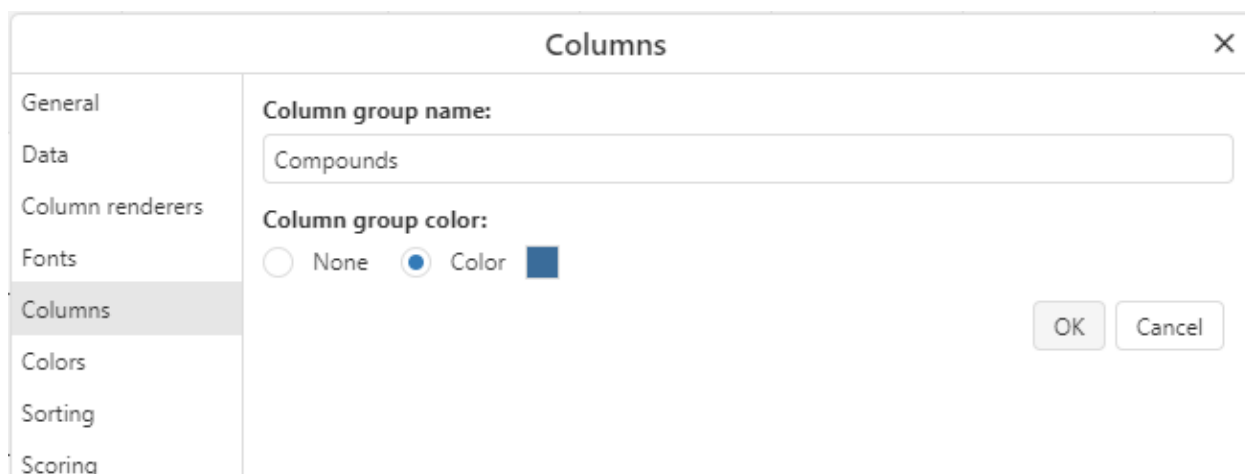 Columns
General
Data
Column renderers
Fonts
Columns
Colors
Sorting
Scoring
Column group name:
Compounds
Column group color:
None Color
OK Cancel